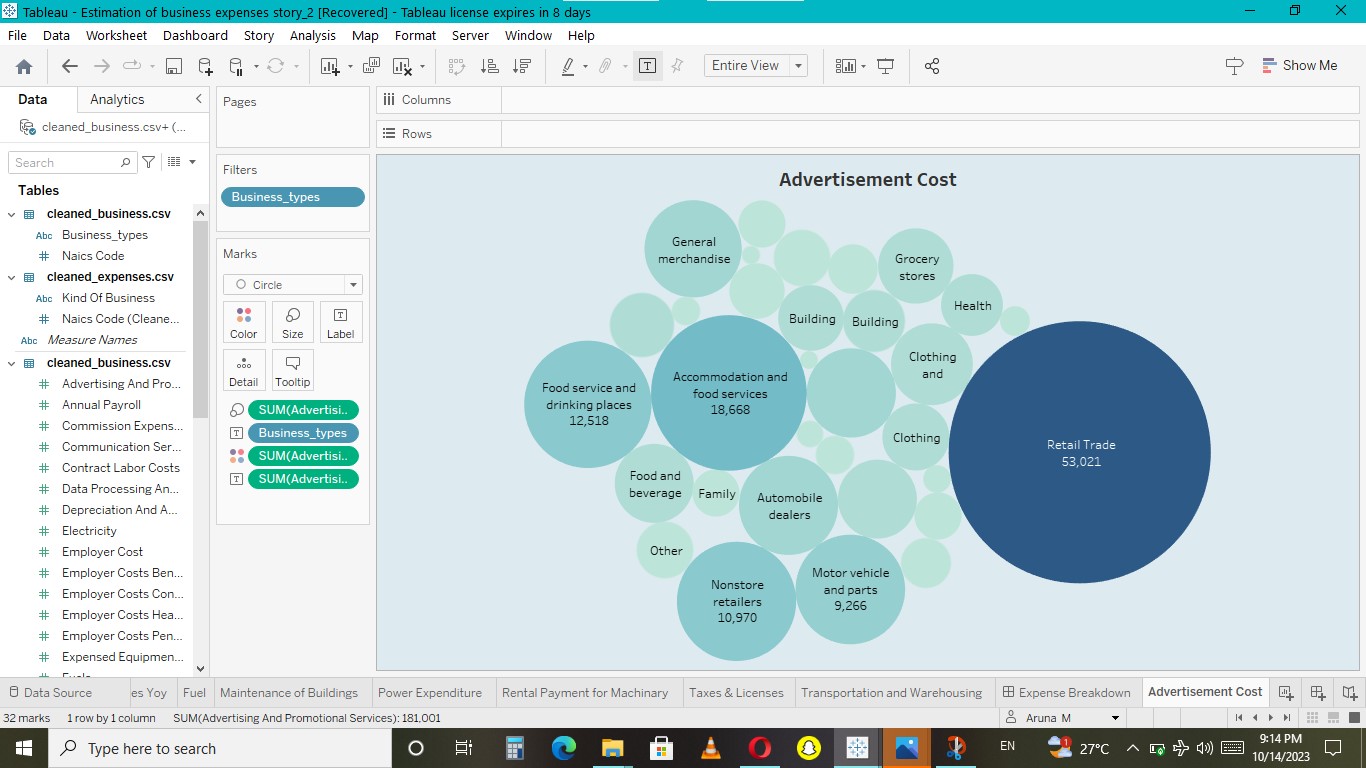 Tableau - Estimation of business expenses story_2 [Recovered] - Tableau license expires in 8 days
File Data Worksheet Dashboard Story Analysis Map Format Server Window Help
Entire View
Show Me
Data Analytics
cleaned_business.csv+ (...
Search
Tables
cleaned_business.csv
Abc Business_types
# Naics Code
cleaned_expenses.csv
Abc Kind Of Business
# Naics Code (Cleane...
Abc Measure Names
cleaned_business.csv
# Advertising And Pro...
# Annual Payroll
# Commission Expens...
# Communication Ser...
# Contract Labor Costs
# Data Processing An...
# Depreciation And A...
# Electricity
# Employer Cost
# Employer Costs Ben...
# Employer Costs Con...
# Employer Costs Hea...
# Employer Costs Pen...
# Expensed Equipmen...
Pages
Filters
Business_types
Marks
Circle
Color Size Label
Detail Tooltip
SUM(Advertisi..
Business_types
SUM(Advertisi..
SUM(Advertisi..
Columns
Rows
Advertisement Cost
General
merchandise
Grocery
stores
Health
Building
Building
Clothing
and
Food service and
drinking places
12,518
Accommodation and
food services
18,668
Clothing
Retail Trade
53,021
Food and
beverage
Family
Automobile
dealers
Other
Nonstore
retailers
10,970
Motor vehicle
and parts
9,266
Data Source es Yoy Fuel Maintenance of Buildings Power Expenditure Rental Payment for Machinary Taxes & Licenses Transportation and Warehousing Expense Breakdown Advertisement Cost
32 marks 1 row by 1 column SUM(Advertising And Promotional Services): 181,001
Aruna M
Type here to search
EN
1
27°C
9:14 PM
10/14/2023